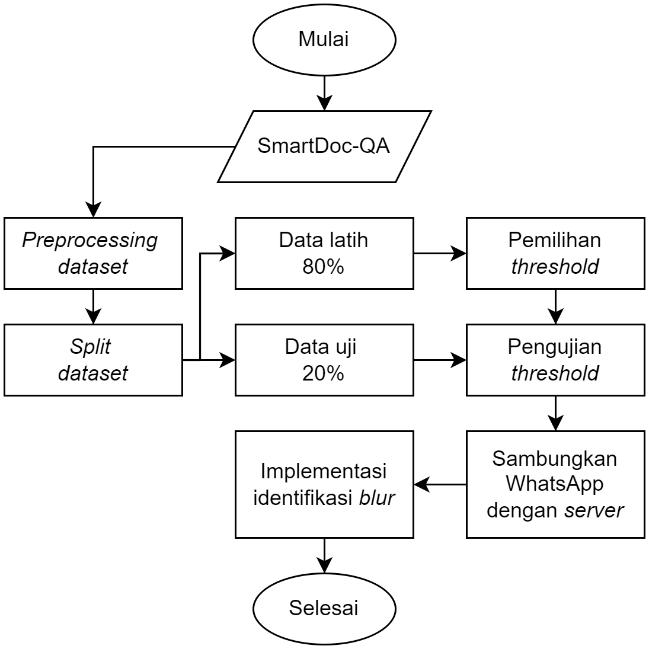 Mulai
SmartDoc-QA
Preprocessing
dataset
Split
dataset
Data latih
80%
Data uji
20%
Pemilihan
threshold
Pengujian
threshold
Sambungkan
WhatsApp
dengan server
Implementasi
identifikasi blur
Selesai